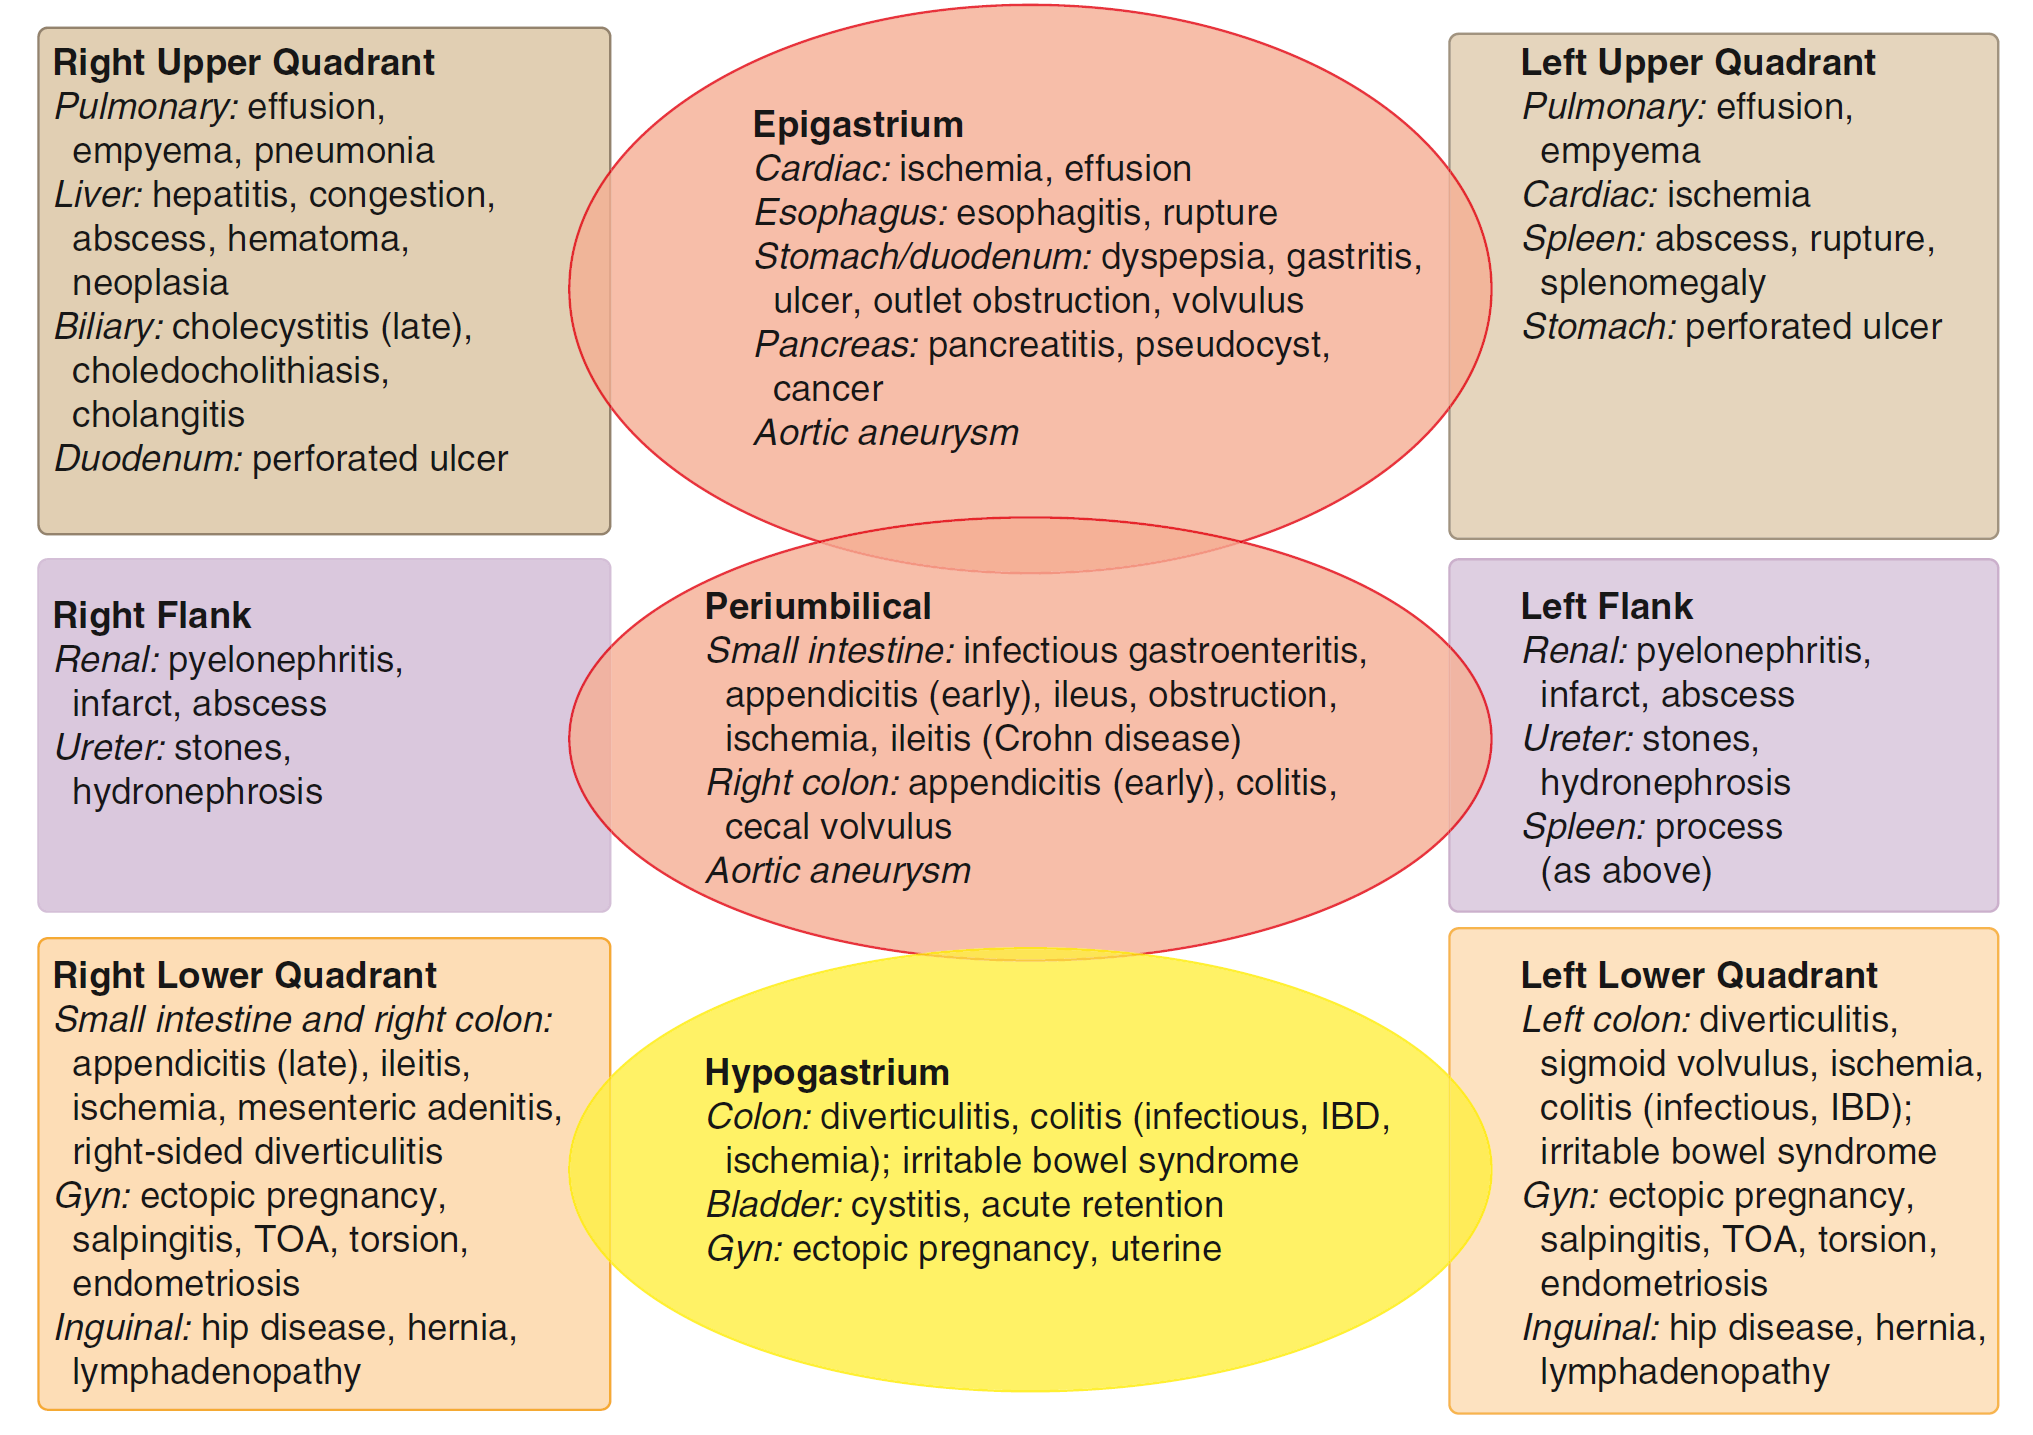 Right Upper Quadrant
Pulmonary: effusion,
empyema, pneumonia
Liver: hepatitis, congestion,
abscess, hematoma,
neoplasia
Biliary: cholecystitis (late),
choledocholithiasis,
cholangitis
Duodenum: perforated ulcer
Epigastrium
Cardiac: ischemia, effusion
Esophagus: esophagitis, rupture
Stomach/duodenum: dyspepsia, gastritis,
ulcer, outlet obstruction, volvulus
Pancreas: pancreatitis, pseudocyst,
cancer
Aortic aneurysm
Left Upper Quadrant
Pulmonary: effusion,
empyema
Cardiac: ischemia
Spleen: abscess, rupture,
splenomegaly
Stomach: perforated ulcer
Right Flank
Renal: pyelonephritis,
infarct, abscess
Ureter: stones,
hydronephrosis
Periumbilical
Small intestine: infectious gastroenteritis,
appendicitis (early), ileus, obstruction,
ischemia, ileitis (Crohn disease)
Right colon: appendicitis (early), colitis,
cecal volvulus
Aortic aneurysm
Left Flank
Renal: pyelonephritis,
infarct, abscess
Ureter: stones,
hydronephrosis
Spleen: process
(as above)
Right Lower Quadrant
Small intestine and right colon:
appendicitis (late), ileitis,
ischemia, mesenteric adenitis,
right-sided diverticulitis
Gyn: ectopic pregnancy,
salpingitis, TOA, torsion,
endometriosis
Inguinal: hip disease, hernia,
lymphadenopathy
Hypogastrium
Colon: diverticulitis, colitis (infectious, IBD,
ischemia); irritable bowel syndrome
Bladder: cystitis, acute retention
Gyn: ectopic pregnancy, uterine
Left Lower Quadrant
Left colon: diverticulitis,
sigmoid volvulus, ischemia,
colitis (infectious, IBD);
irritable bowel syndrome
Gyn: ectopic pregnancy,
salpingitis, TOA, torsion,
endometriosis
Inguinal: hip disease, hernia,
lymphadenopathy